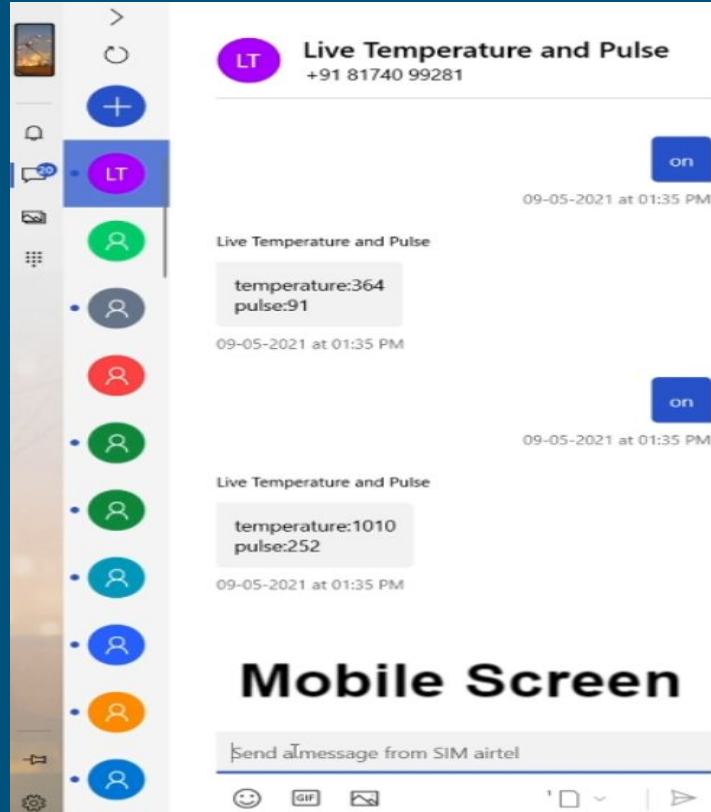 LT
Live Temperature and Pulse
+91 81740 99281
20
LT
on
09-05-2021 at 01:35 PM
Live Temperature and Pulse
temperature:364
pulse:91
09-05-2021 at 01:35 PM
on
09-05-2021 at 01:35 PM
Live Temperature and Pulse
temperature:1010
pulse:252
09-05-2021 at 01:35 PM
Mobile Screen
Send a message from SIM airtel
GIF
1